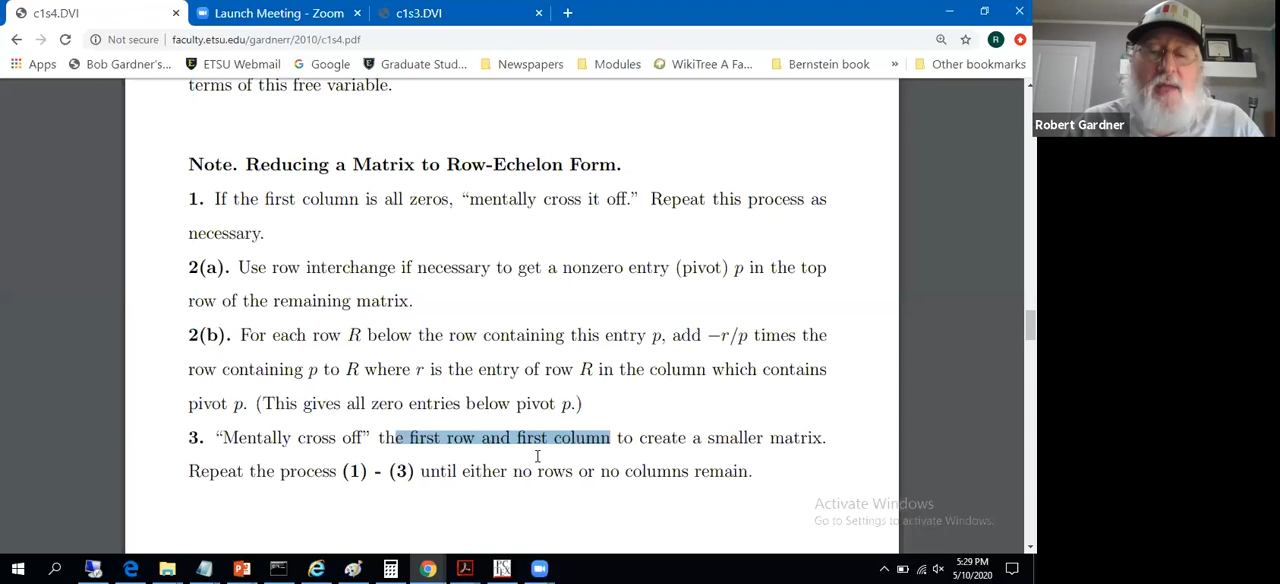 c1s4.DVI
Launch Meeting - Zoom
c1s3.DVI
Not secure | faculty.etsu.edu/gardnerr/2010/c1s4.pdf
Apps
Bob Gardner's...
ETSU Webmail
Google
Graduate Stud...
Newspapers
Modules
WikiTree A Fa...
Bernstein book
»
Other bookmarks
Robert Gardner
terms of this free variable.
Note. Reducing a Matrix to Row-Echelon Form.
1. If the first column is all zeros, “mentally cross it off.” Repeat this process as
necessary.
2(a). Use row interchange if necessary to get a nonzero entry (pivot) p in the top
row of the remaining matrix.
2(b). For each row R below the row containing this entry p, add −r/p times the
row containing p to R where r is the entry of row R in the column which contains
pivot p. (This gives all zero entries below pivot p.)
3. “Mentally cross off” the first row and first column to create a smaller matrix.
Repeat the process (1) - (3) until either no rows or no columns remain.
Activate Windows
Go to Settings to activate Windows.
5:29 PM
5/10/2020